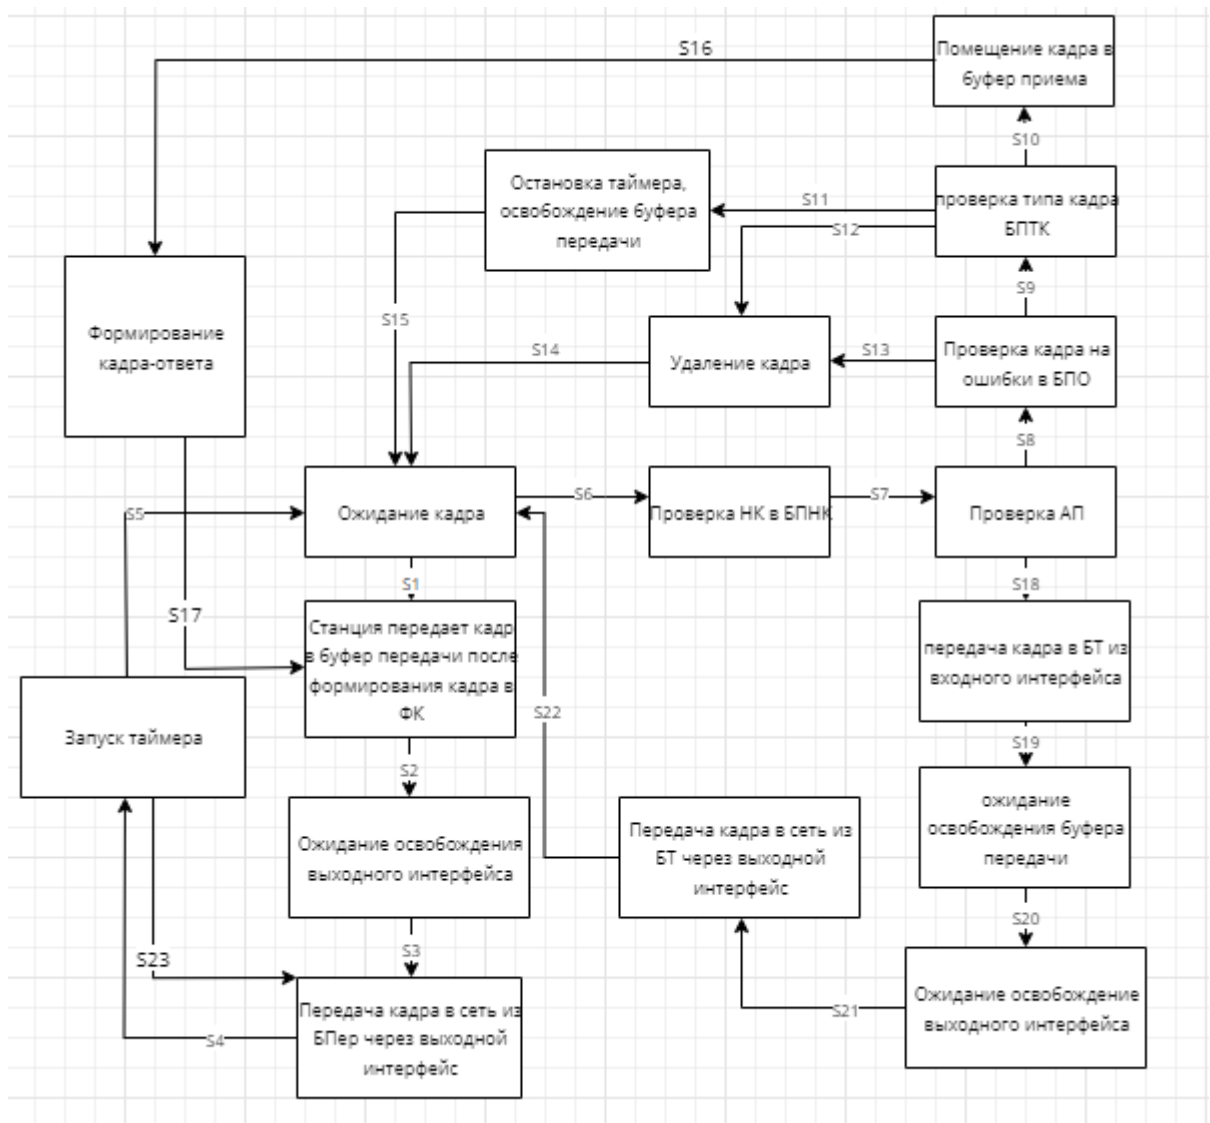 S16
Помещение кадра в
буфер приема
S10
Остановка таймера,
освобождение буфера
передачи
S11
S12
проверка типа кадра
БПТК
S9
S15
Формирование
кадра-ответа
S14
Удаление кадра
S13
Проверка кадра на
ошибки в БПО
S8
S5
Ожидание кадра
S6
Проверка НК в БПНК
S7
Проверка АП
S1
S18
S17
Станция передает кадр
в буфер передачи после
формирования кадра в
ФК
передача кадра в БТ из
входного интерфейса
Запуск таймера
S22
S2
S19
Ожидание освобождения
выходного интерфейса
Передача кадра в сеть из
БТ через выходной
интерфейс
ожидание
освобождения буфера
передачи
S3
S20
S23
S4
Передача кадра в сеть из
БПер через выходной
интерфейс
S21
Ожидание освобождение
выходного интерфейса